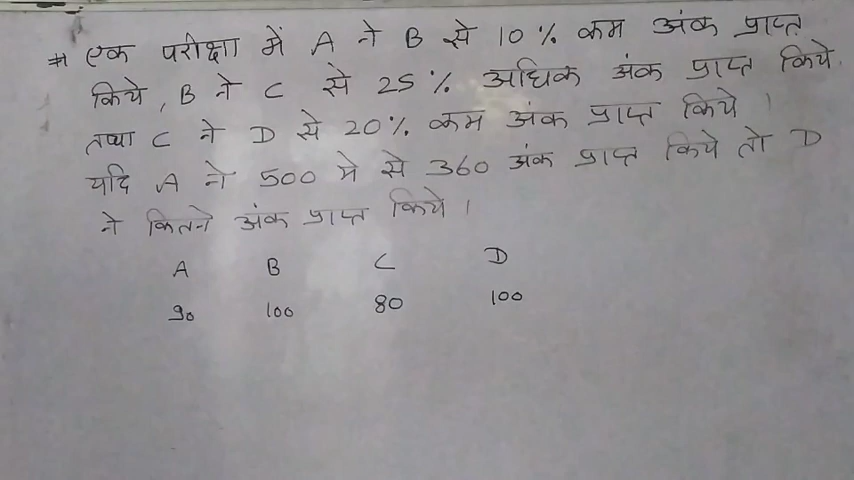 # एक परीक्षा में A ने B से 10% कम अंक प्राप्त
किये, B ने C से 25% अधिक अंक प्राप्त किये.
तथा C ने D से 20% कम अंक प्राप्त किये।
यदि A ने 500 मे से 360 अंक प्राप्त किये तो D
ने कितने अंक प्राप्त किये।
A B C D
90 100 80 100